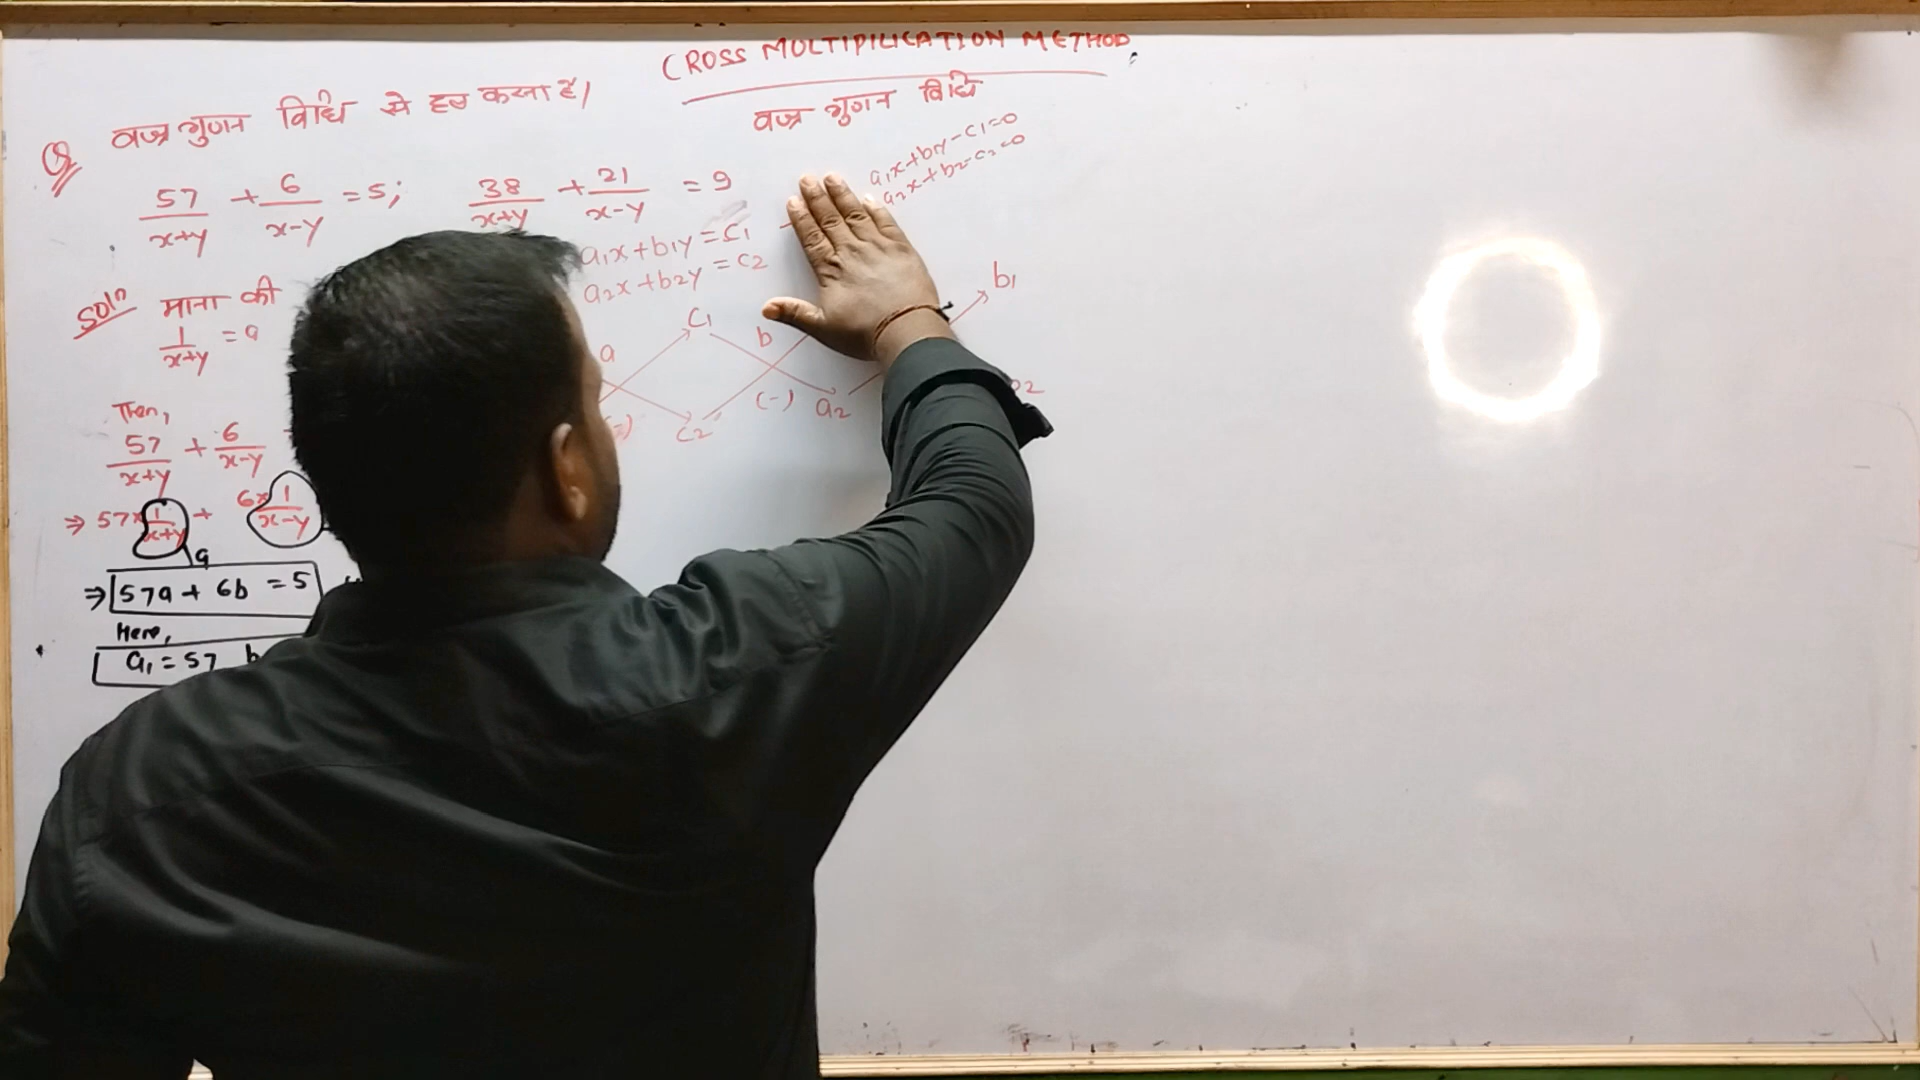 CROSS MULTIPILICATION METHOD
वज्र गुणन विधि
Q वज्र गुणन विधि से हल करना है।
57/x+y + 6/x-y = 5; 38/x+y + 21/x-y = 9
a₁x+b₁y-c₁=0
a₂x+b₂-c₂=0
a₁x+b₁y = C₁
a₂x+b₂y = C₂
Soln माना की
1/x+y = a
a C₁ b b₁
(-) C₂ (-) a₂ b₂
Then,
57/x+y + 6/x-y
⇒ 57×1/x+y + 6×1/x-y
a
⇒ 57a + 6b = 5
Here,
a₁ = 57 b